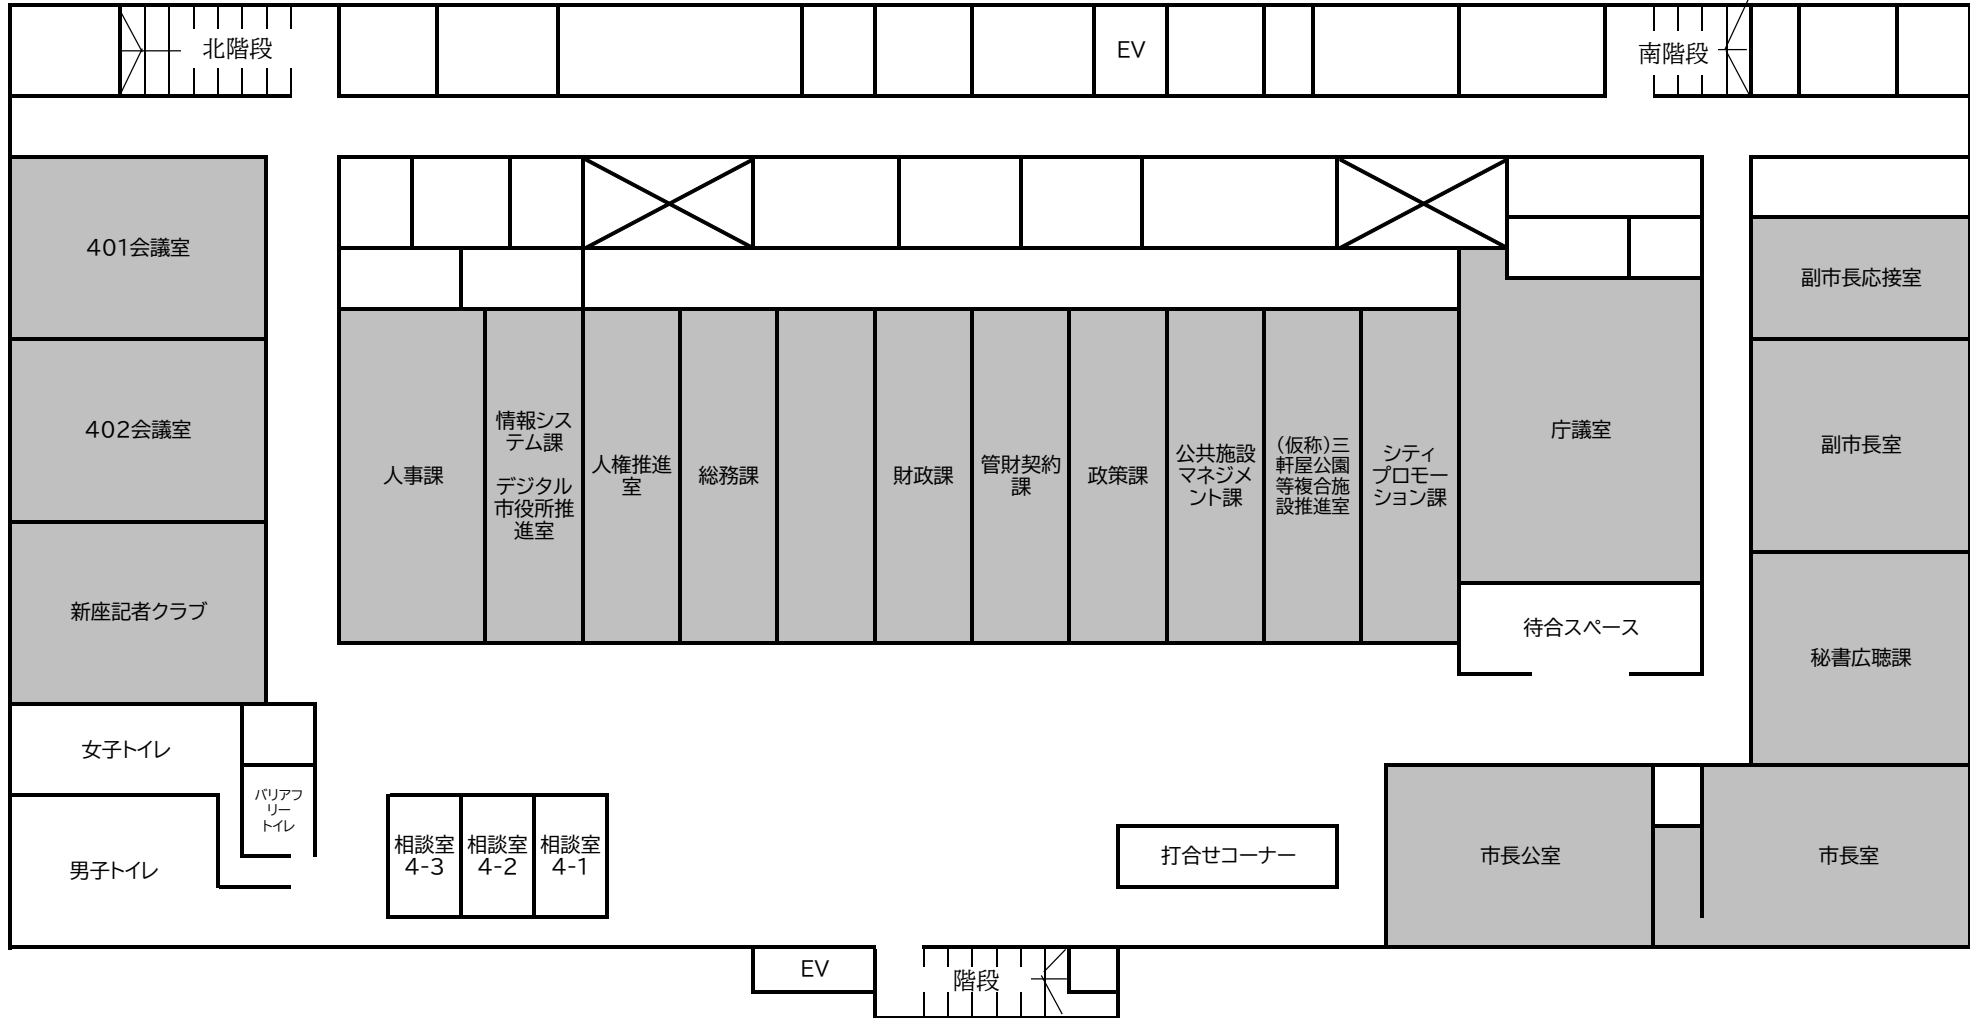 北階段
EV
南階段
401会議室
副市長応接室
402会議室
情報シス
テム課
デジタル
市役所推
進室
人事課
人権推進
室
総務課
財政課
管財契約
課
政策課
公共施設
マネジメ
ント課
(仮称)三
軒屋公園
等複合施
設推進室
シティ
プロモー
ション課
庁議室
副市長室
新座記者クラブ
待合スペース
秘書広聴課
女子トイレ
バリアフ
リー
トイレ
男子トイレ
相談室
4-3
相談室
4-2
相談室
4-1
打合せコーナー
市長公室
市長室
EV
階段